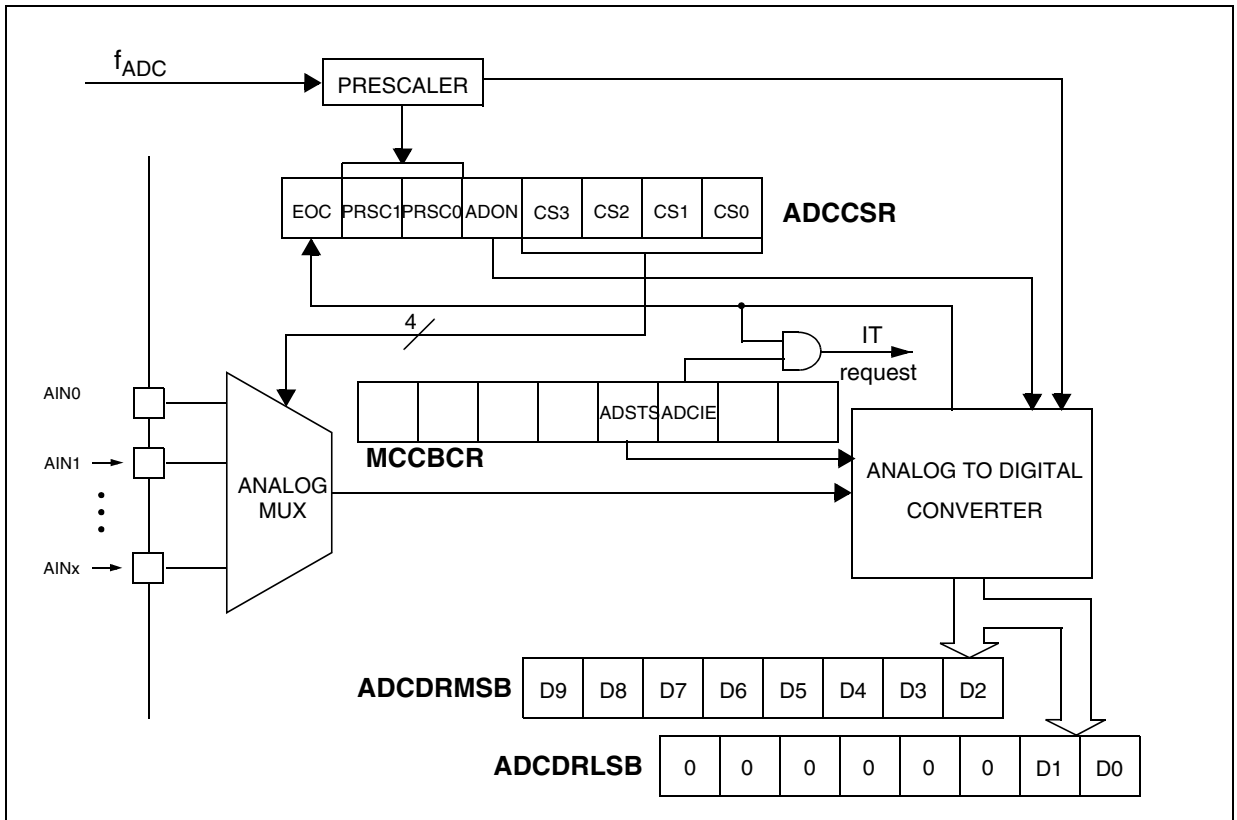 fADC
PRESCALER
EOC PRSC1 PRSC0 ADON CS3 CS2 CS1 CS0 ADCCSR
4
IT
request
AIN0
ADSTS ADCIE
MCCBCR
AIN1
ANALOG
MUX
ANALOG TO DIGITAL
CONVERTER
AINx
ADCDRMSB D9 D8 D7 D6 D5 D4 D3 D2
ADCDRLSB 0 0 0 0 0 0 D1 D0